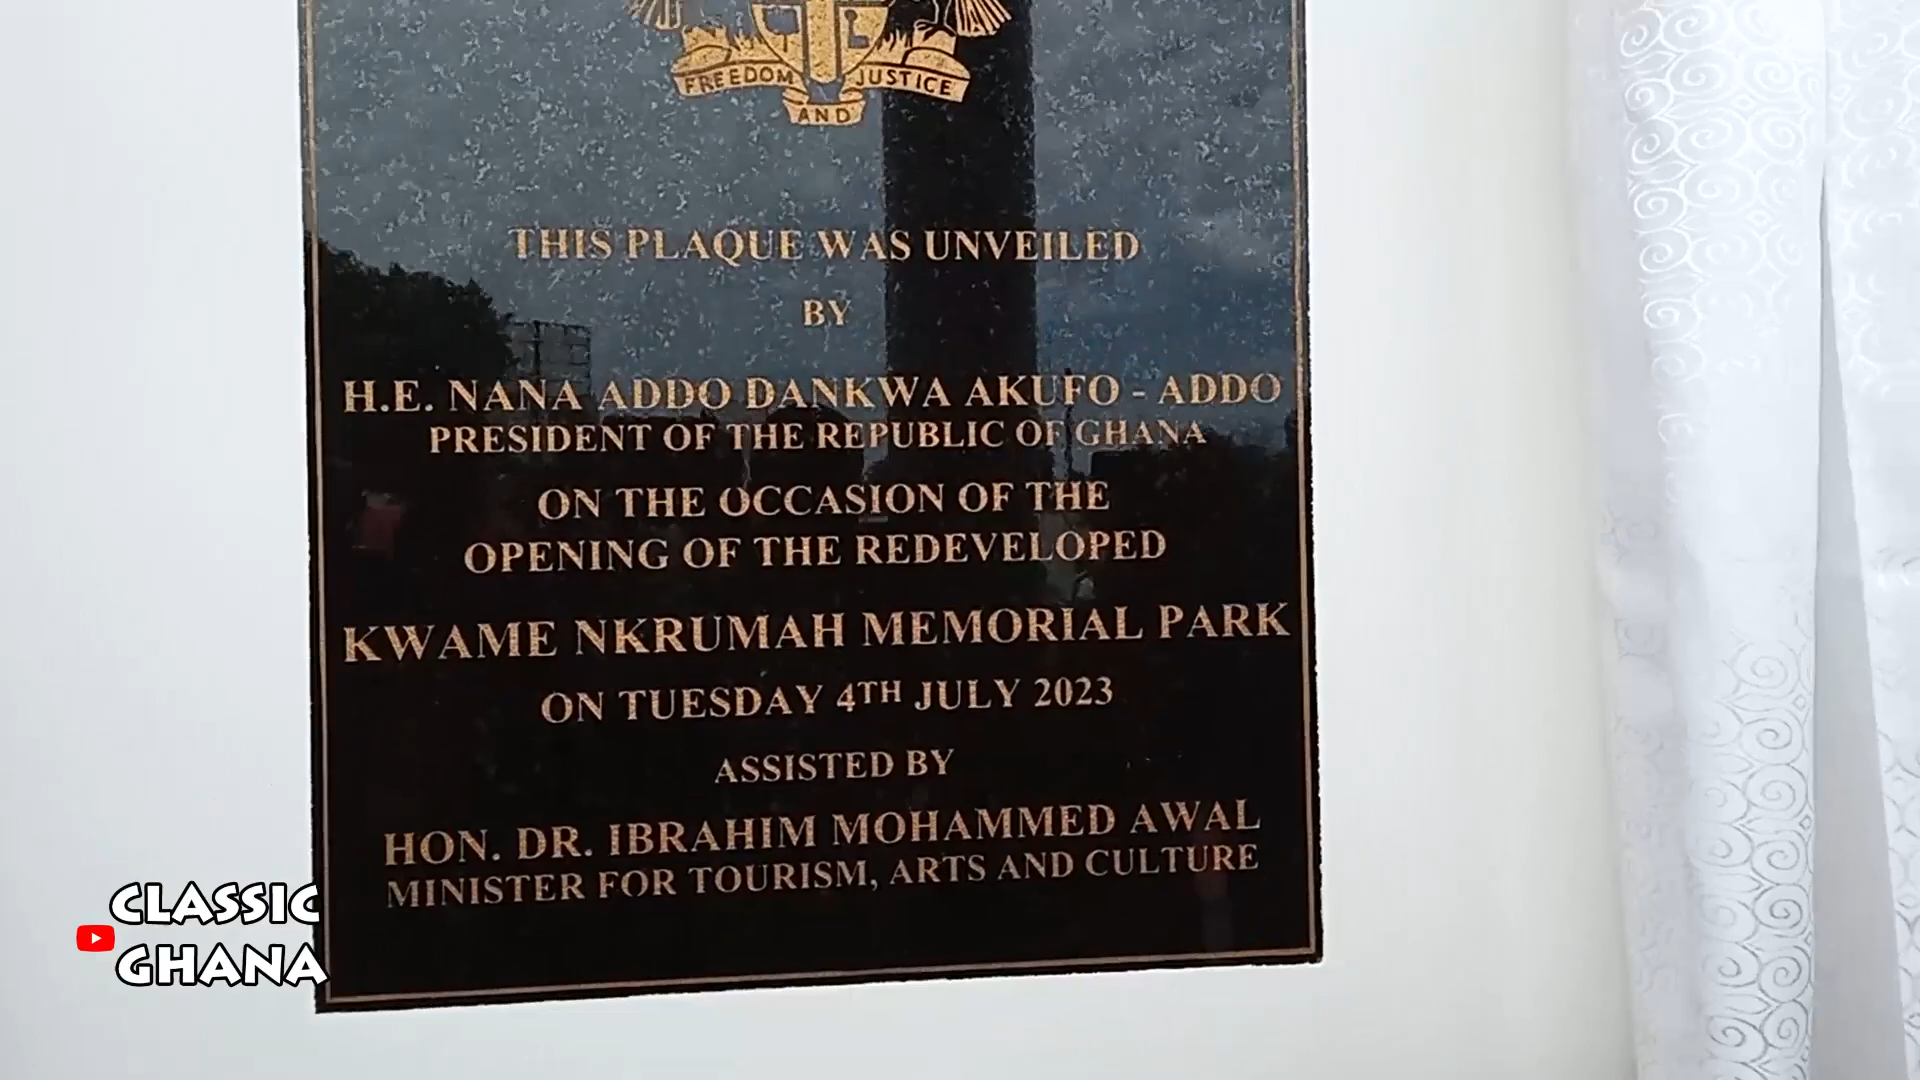 FREEDOM JUSTICE
AND
THIS PLAQUE WAS UNVEILED
BY
H.E. NANA ADDO DANKWA AKUFO - ADDO
PRESIDENT OF THE REPUBLIC OF GHANA
ON THE OCCASION OF THE
OPENING OF THE REDEVELOPED
KWAME NKRUMAH MEMORIAL PARK
ON TUESDAY 4TH JULY 2023
ASSISTED BY
HON. DR. IBRAHIM MOHAMMED AWAL
MINISTER FOR TOURISM, ARTS AND CULTURE
CLASSIC
GHANA